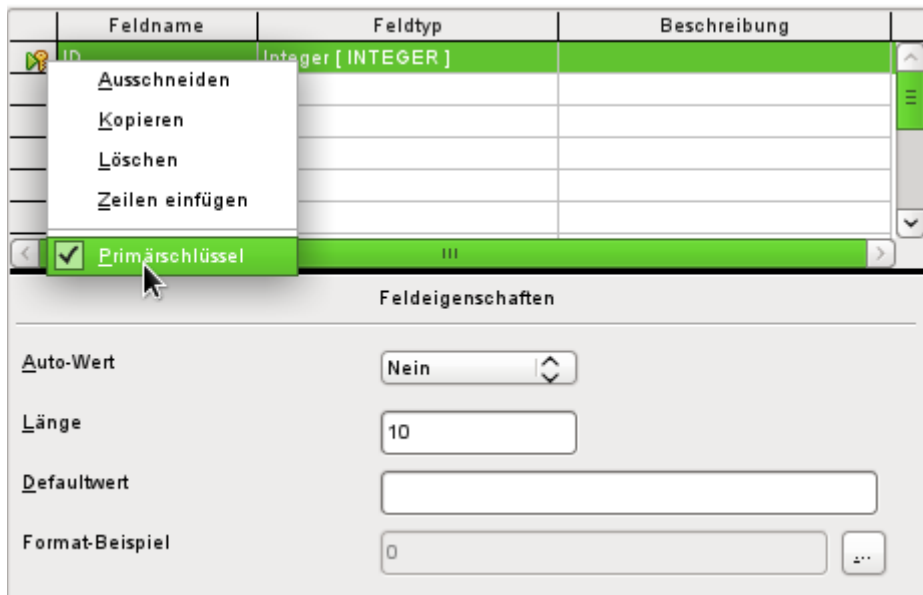 Feldname Feldtyp Beschreibung
ID Integer [ INTEGER ]
Ausschneiden
Kopieren
Löschen
Zeilen einfügen
Primärschlüssel
Feldeigenschaften
Auto-Wert Nein
Länge 10
Defaultwert
Format-Beispiel 0 ...